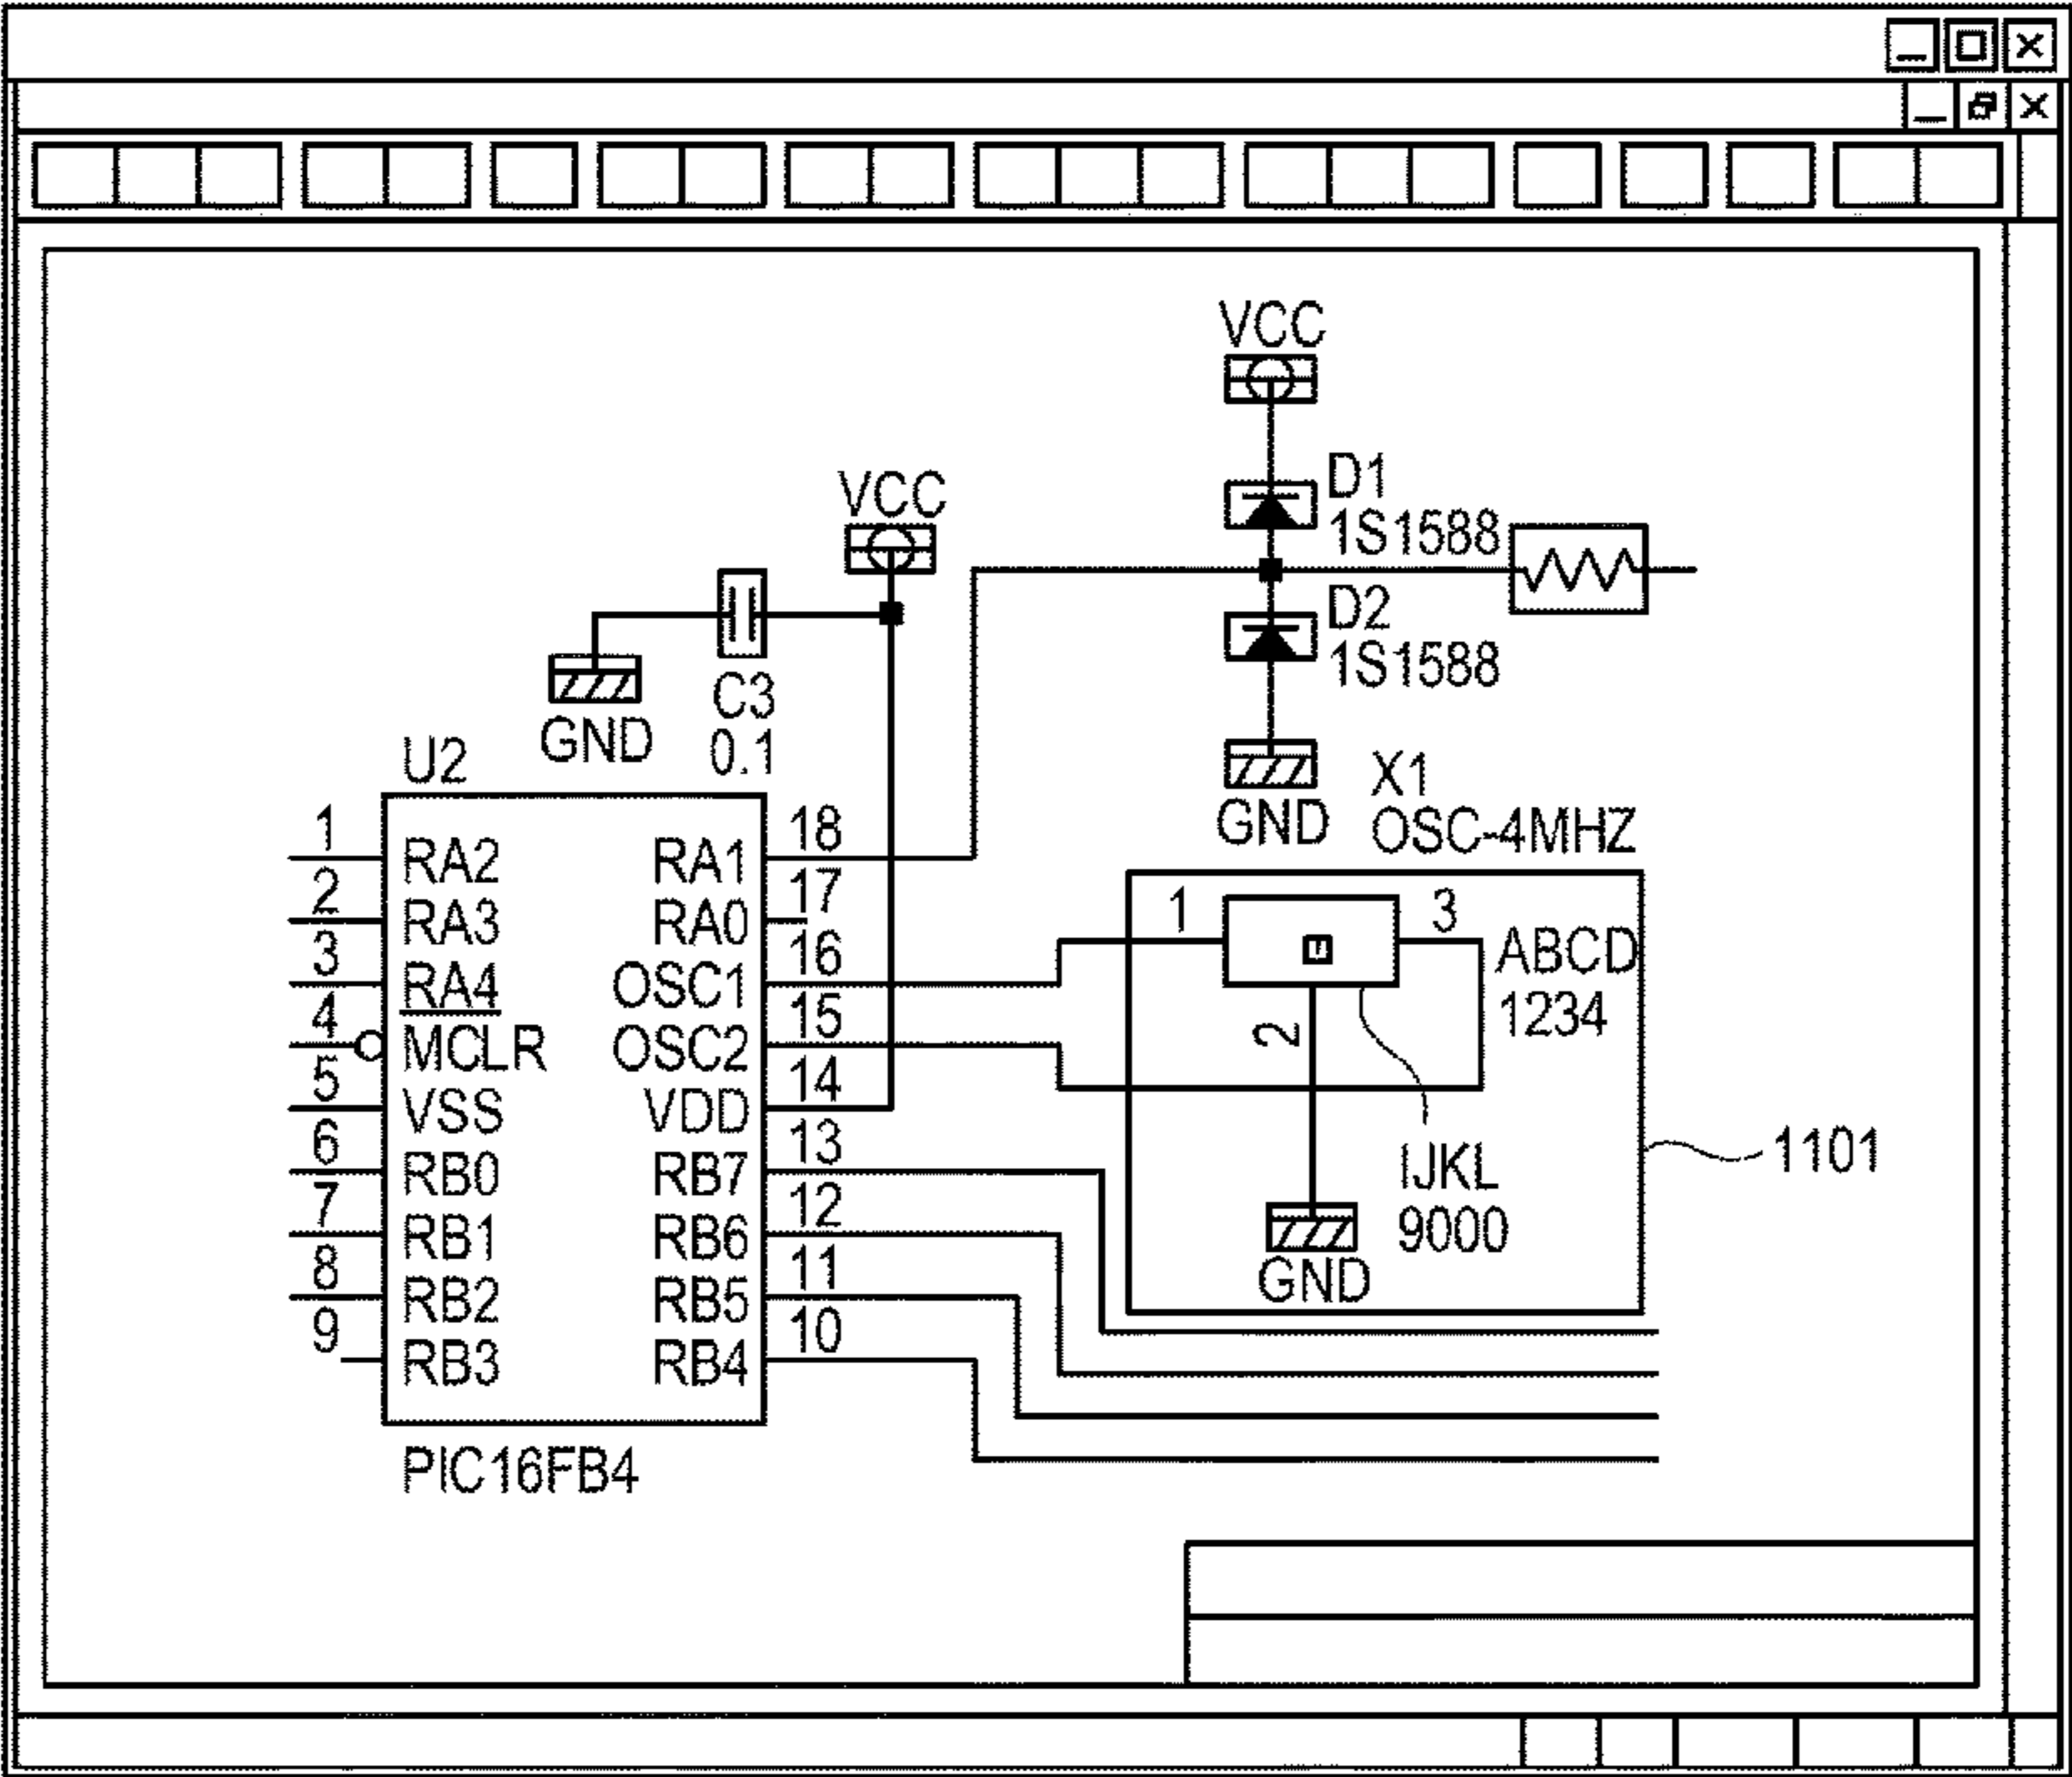 VCC
D1
1S1588
VCC
D2
1S1588
C3
0.1
GND
GND
X1
OSC-4MHZ
U2
1 RA2 RA1 18
2 RA3 RA0 17
3 RA4 OSC1 16
4 MCLR OSC2 15
5 VSS VDD 14
6 RB0 RB7 13
7 RB1 RB6 12
8 RB2 RB5 11
9 RB3 RB4 10
PIC16FB4
1 3
ABCD
1234
2
IJKL
9000
GND
1101